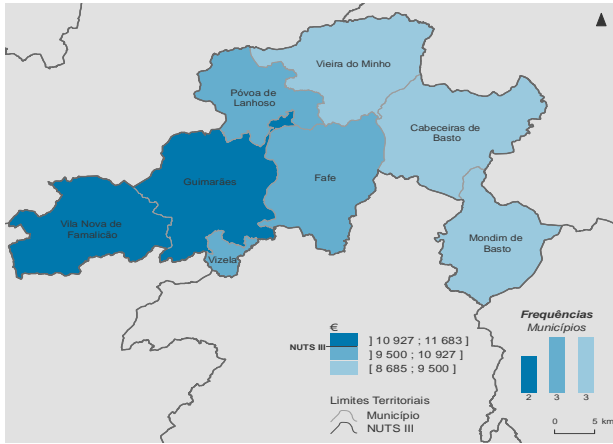 Vieira do Minho
Póvoa de
Lanhoso
Cabeceiras de
Basto
Guimarães
Fafe
Vila Nova de
Famalicão
Mondim de
Basto
Vizela
€
NUTS III
] 10 927 ; 11 683 ]
] 9 500 ; 10 927 ]
[ 8 685 ; 9 500 ]
Limites Territoriais
Município
NUTS III
Frequências
Municípios
2 3 3
0 5 km